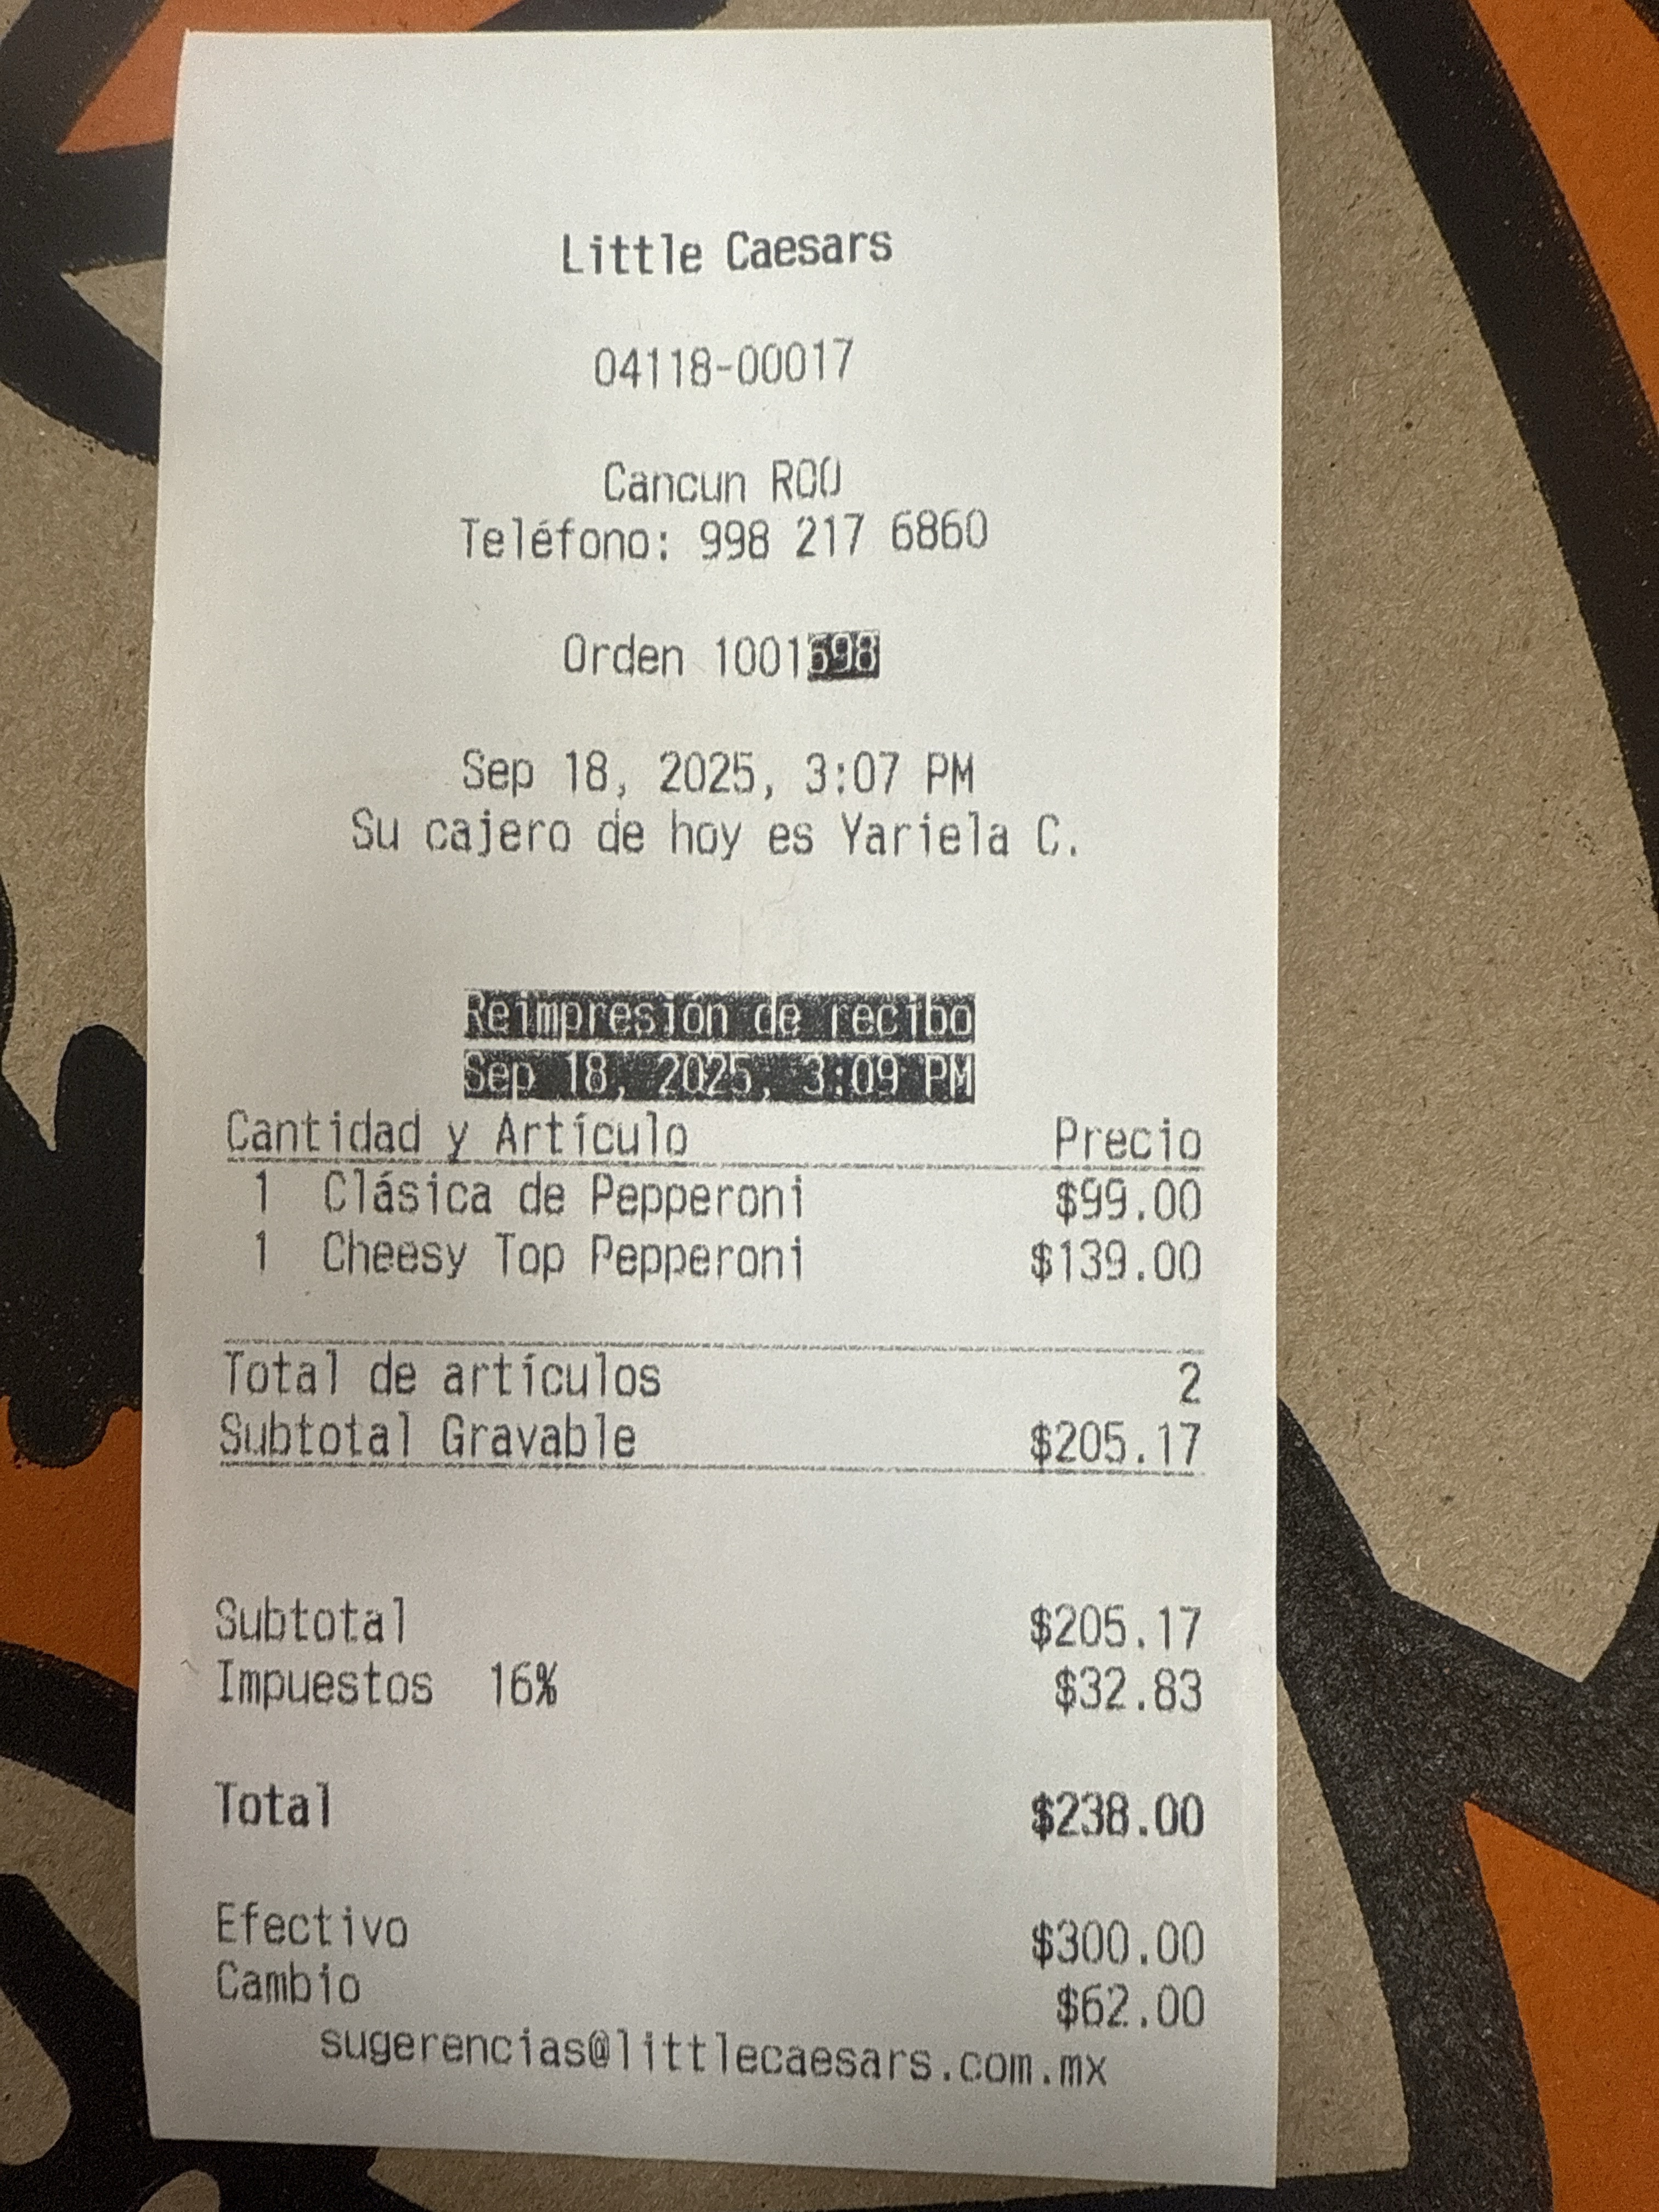 Little Caesars
04118-00017
Cancun ROO
Teléfono: 998 217 6860
Orden 1001698
Sep 18, 2025, 3:07 PM
Su cajero de hoy es Yariela C.
Reimpresión de recibo
Sep 18, 2025, 3:09 PM
Cantidad y Artículo Precio
1 Clásica de Pepperoni $99.00
1 Cheesy Top Pepperoni $139.00
Total de artículos 2
Subtotal Gravable $205.17
Subtotal $205.17
Impuestos 16% $32.83
Total $238.00
Efectivo $300.00
Cambio $62.00
sugerencias@littlecaesars.com.mx